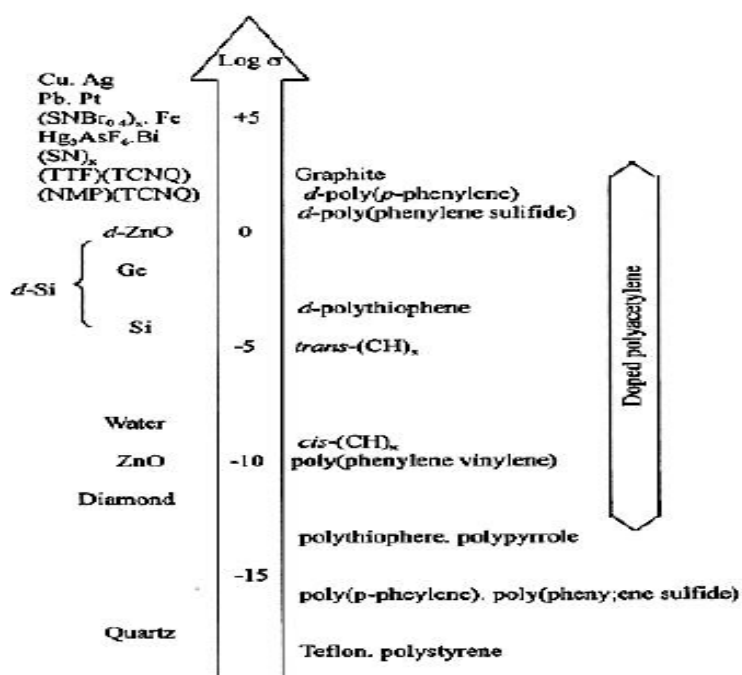 Log σ
Cu. Ag
Pb. Pt
(SNBr₀.₄)ₓ. Fe
+5
Hg₃AsF₆.Bi
(SN)ₓ
(TTF)(TCNQ)
Graphite
(NMP)(TCNQ)
d-poly(p-phenylene)
d-poly(phenylene sulifide)
d-ZnO
0
Ge
d-Si
d-polythiophene
Si
-5
trans-(CH)ₓ
Doped polyacetylene
Water
cis-(CH)ₓ
ZnO
-10
poly(phenylene vinylene)
Diamond
polythiophere. polypyrrole
-15
poly(p-pheylene). poly(pheny;ene sulfide)
Quartz
Teflon. polystyrene